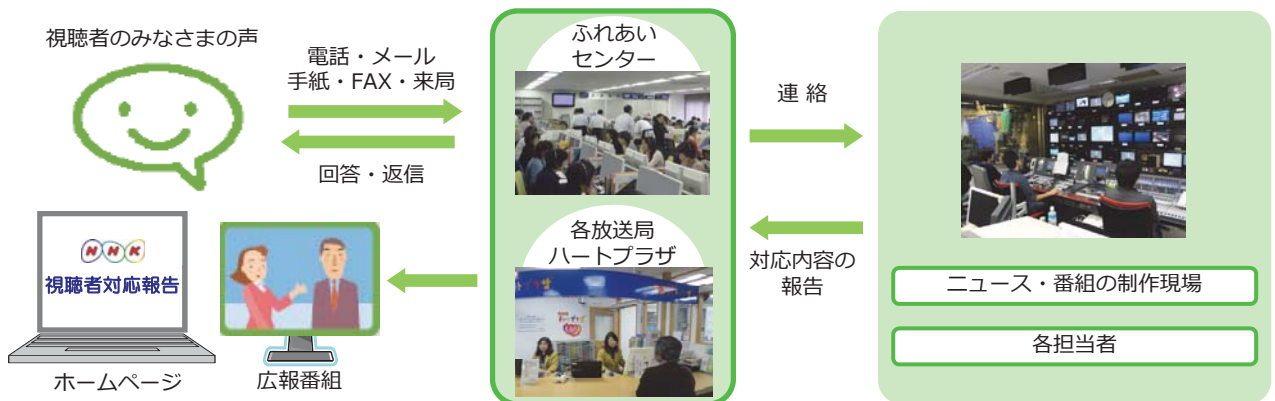 視聴者のみなさまの声
電話・メール
手紙・FAX・来局
回答・返信
NHK
視聴者対応報告
ホームページ
広報番組
ふれあい
センター
各放送局
ハートプラザ
連 絡
対応内容の
報告
ニュース・番組の制作現場
各担当者